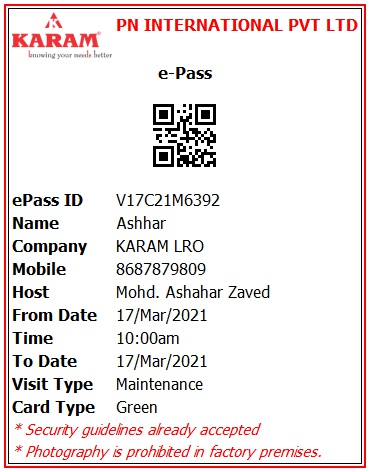 PN INTERNATIONAL PVT LTD
KARAM®
knowing your needs better
e-Pass
ePass ID V17C21M6392
Name Ashhar
Company KARAM LRO
Mobile 8687879809
Host Mohd. Ashahar Zaved
From Date 17/Mar/2021
Time 10:00am
To Date 17/Mar/2021
Visit Type Maintenance
Card Type Green
* Security guidelines already accepted
* Photography is prohibited in factory premises.